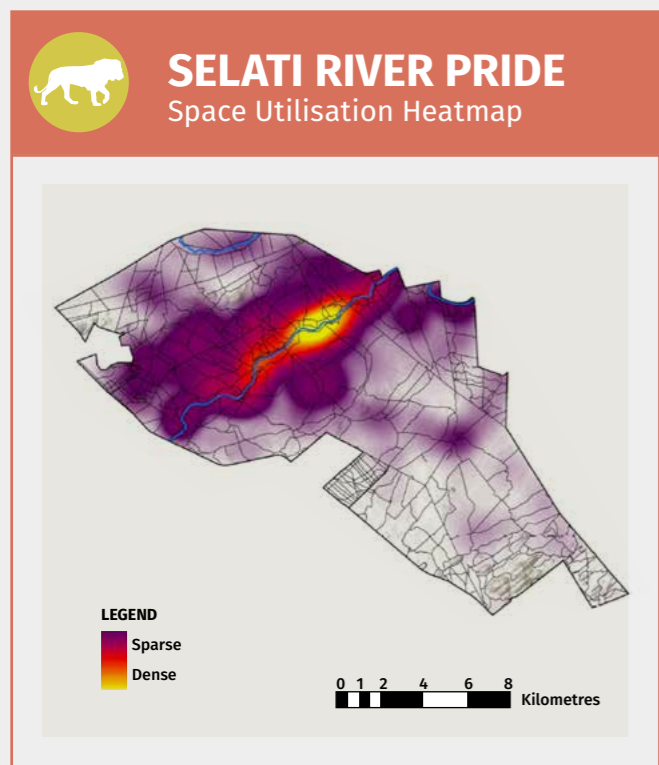 SELATI RIVER PRIDE
Space Utilisation Heatmap
LEGEND
Sparse
Dense
0 1 2 4 6 8
Kilometres